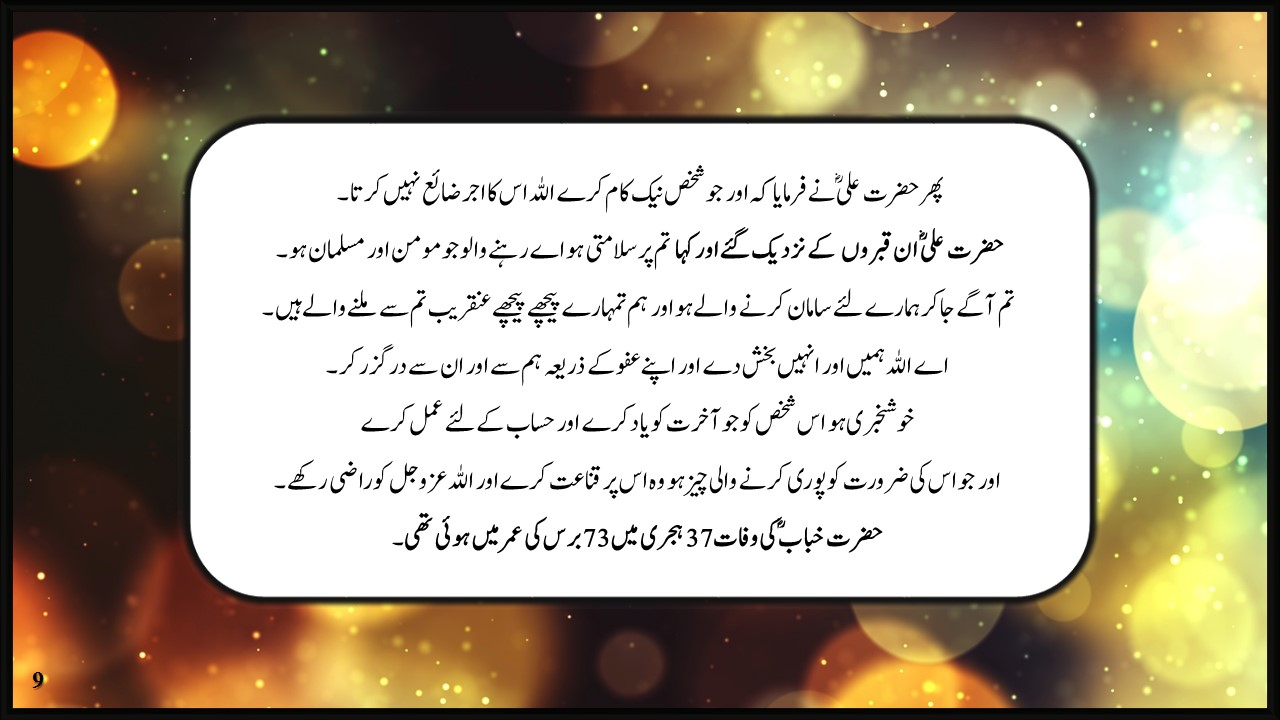 پھر حضرت علیؓ نے فرمایا کہ اور جو شخص نیک کام کرے اللہ اس کا اجر ضائع نہیں کرتا۔
حضرت علیؓ ان قبروں کے نزدیک گئے اور کہا تم پر سلامتی ہو اے رہنے والو جو مومن اور مسلمان ہو۔
تم آگے جا کر ہمارے لئے سامان کرنے والے ہو اور ہم تمہارے پیچھے پیچھے عنقریب تم سے ملنے والے ہیں۔
اے اللہ ہمیں اور انہیں بخش دے اور اپنے عفو کے ذریعہ ہم سے اور ان سے درگزر کر۔
خوشخبری ہو اس شخص کو جو آخرت کو یاد کرے اور حساب کے لئے عمل کرے
اور جو اس کی ضرورت کو پوری کرنے والی چیز ہو وہ اس پر قناعت کرے اور اللہ عز وجل کو راضی رکھے۔
حضرت خبابؓ کی وفات 37 ہجری میں 73 برس کی عمر میں ہوئی تھی۔
9